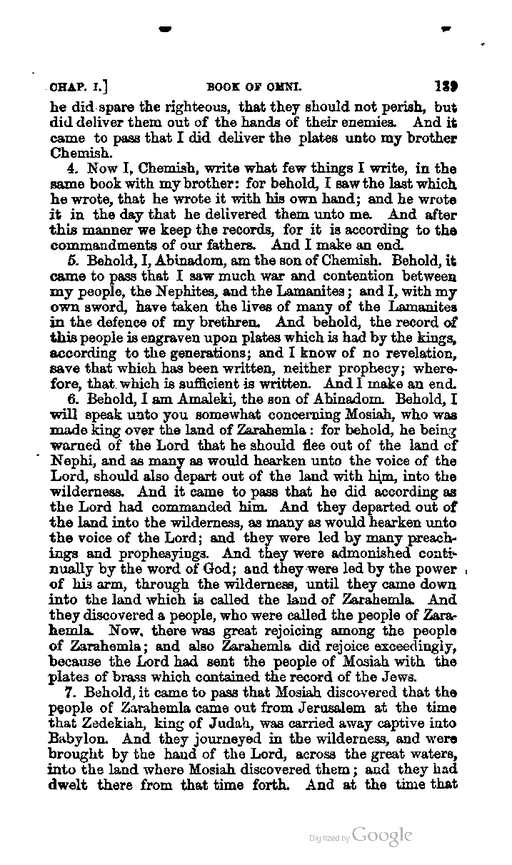 CHAP. I.] BOOK OF OMNI. 139
he did spare the righteous, that they should not perish, but
did deliver them out of the hands of their enemies. And it
came to pass that I did deliver the plates unto my brother
Chemish.
4. Now I, Chemish, write what few things I write, in the
same book with my brother: for behold, I saw the last which
he wrote, that he wrote it with his own hand; and he wrote
it in the day that he delivered them unto me. And after
this manner we keep the records, for it is according to the
commandments of our fathers. And I make an end.
5. Behold, I, Abinadom, am the son of Chemish. Behold, it
came to pass that I saw much war and contention between
my people, the Nephites, and the Lamanites; and I, with my
own sword, have taken the lives of many of the Lamanites
in the defence of my brethren. And behold, the record of
this people is engraven upon plates which is had by the kings,
according to the generations; and I know of no revelation,
save that which has been written, neither prophecy; where-
fore, that which is sufficient is written. And I make an end.
6. Behold, I am Amaleki, the son of Abinadom. Behold, I
will speak unto you somewhat concerning Mosiah, who was
made king over the land of Zarahemla: for behold, he being
warned of the Lord that he should flee out of the land of
Nephi, and as many as would hearken unto the voice of the
Lord, should also depart out of the land with him, into the
wilderness. And it came to pass that he did according as
the Lord had commanded him. And they departed out of
the land into the wilderness, as many as would hearken unto
the voice of the Lord; and they were led by many preach-
ings and prophesyings. And they were admonished conti-
nually by the word of God; and they were led by the power
of his arm, through the wilderness, until they came down
into the land which is called the land of Zarahemla. And
they discovered a people, who were called the people of Zara-
hemla. Now, there was great rejoicing among the people
of Zarahemla; and also Zarahemla did rejoice exceedingly,
because the Lord had sent the people of Mosiah with the
plates of brass which contained the record of the Jews.
7. Behold, it came to pass that Mosiah discovered that the
people of Zarahemla came out from Jerusalem at the time
that Zedekiah, king of Judah, was carried away captive into
Babylon. And they journeyed in the wilderness, and were
brought by the hand of the Lord, across the great waters,
into the land where Mosiah discovered them; and they had
dwelt there from that time forth. And at the time that
Digitized by Google